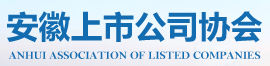 安徽上市公司协会
ANHUI ASSOCIATION OF LISTED COMPANIES